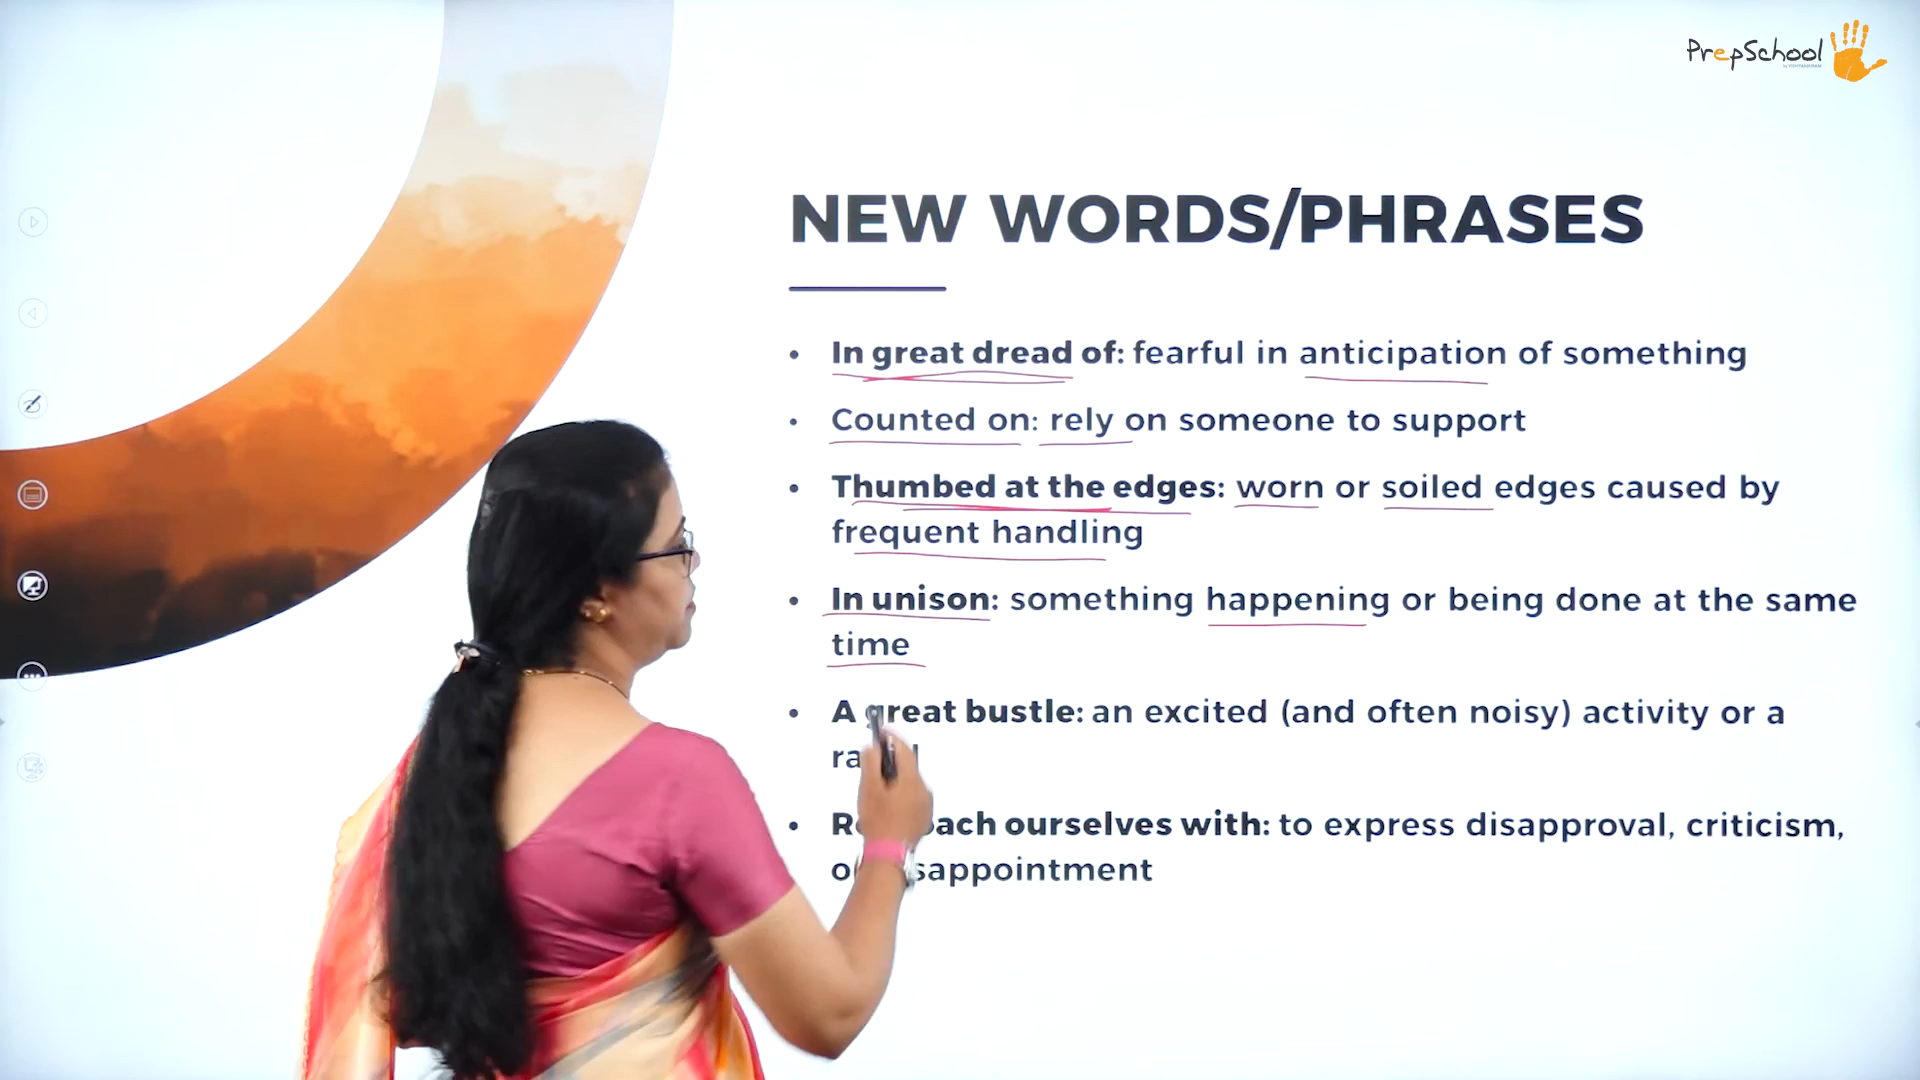 PrepSchool
NEW WORDS/PHRASES
• In great dread of: fearful in anticipation of something
• Counted on: rely on someone to support
• Thumbed at the edges: worn or soiled edges caused by
frequent handling
• In unison: something happening or being done at the same
time
• A great bustle: an excited (and often noisy) activity or a
• ourselves with: to express disapproval, criticism,